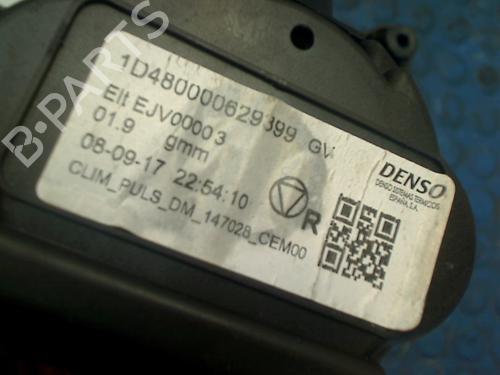 B-PARTS
1D480000629399 GV
Elt EJV00003
01.9 gmm
08-09-17 22:54:10
CLIM_PULS_DM_147028_CEM00
R
DENSO
DENSO SISTEMAS TERMICOS
ESPAÑA, S.A.